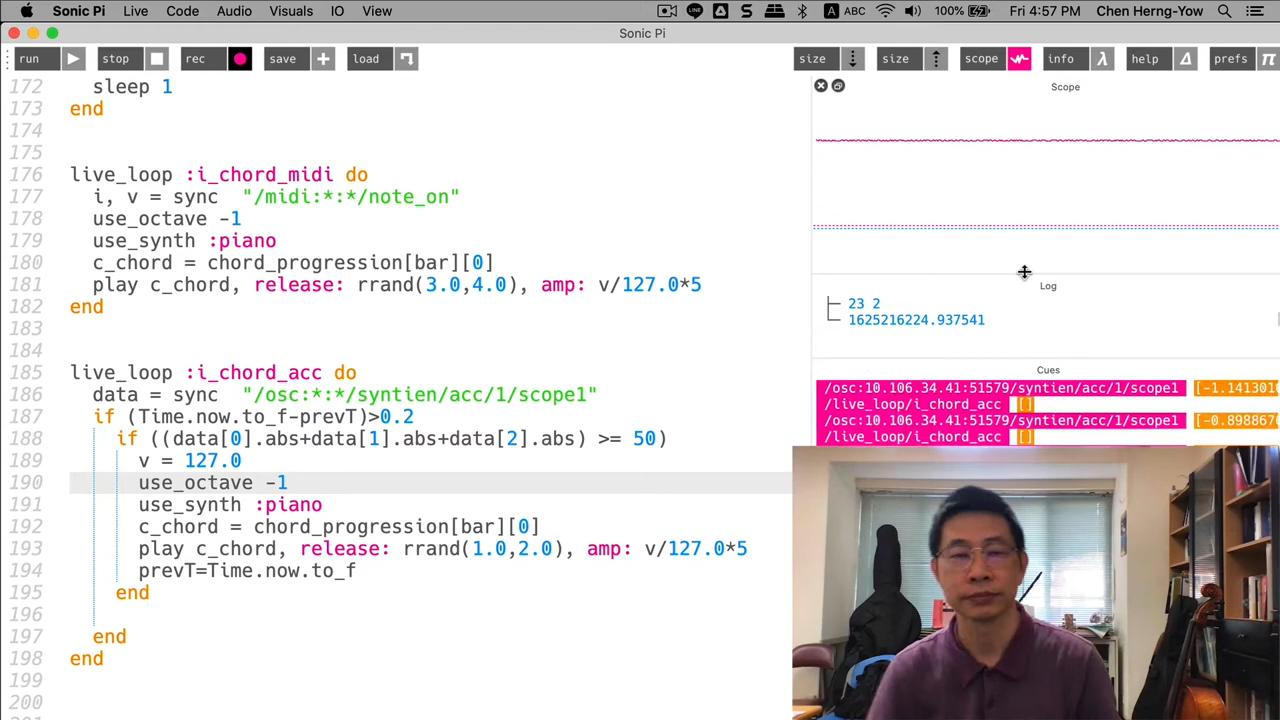 Sonic Pi Live Code Audio Visuals IO View ABC 100% Fri 4:57 PM Chen Herng-Yow
Sonic Pi
run stop rec save load size size scope info help prefs
172 sleep 1
173 end
174
175
176 live_loop :i_chord_midi do
177 i, v = sync "/midi:*:*/note_on"
178 use_octave -1
179 use_synth :piano
180 c_chord = chord_progression[bar][0]
181 play c_chord, release: rrand(3.0,4.0), amp: v/127.0*5
182 end
183
184
185 live_loop :i_chord_acc do
186 data = sync "/osc:*:*/syntien/acc/1/scope1"
187 if (Time.now.to_f-prevT)>0.2
188 if ((data[0].abs+data[1].abs+data[2].abs) >= 50)
189 v = 127.0
190 use_octave -1
191 use_synth :piano
192 c_chord = chord_progression[bar][0]
193 play c_chord, release: rrand(1.0,2.0), amp: v/127.0*5
194 prevT=Time.now.to_f
195 end
196
197 end
198 end
199
200
Scope
Log
23 2
1625216224.937541
Cues
/osc:10.106.34.41:51579/syntien/acc/1/scope1 [-1.1413010
/live_loop/i_chord_acc []
/osc:10.106.34.41:51579/syntien/acc/1/scope1 [-0.898867
/live_loop/i_chord_acc []